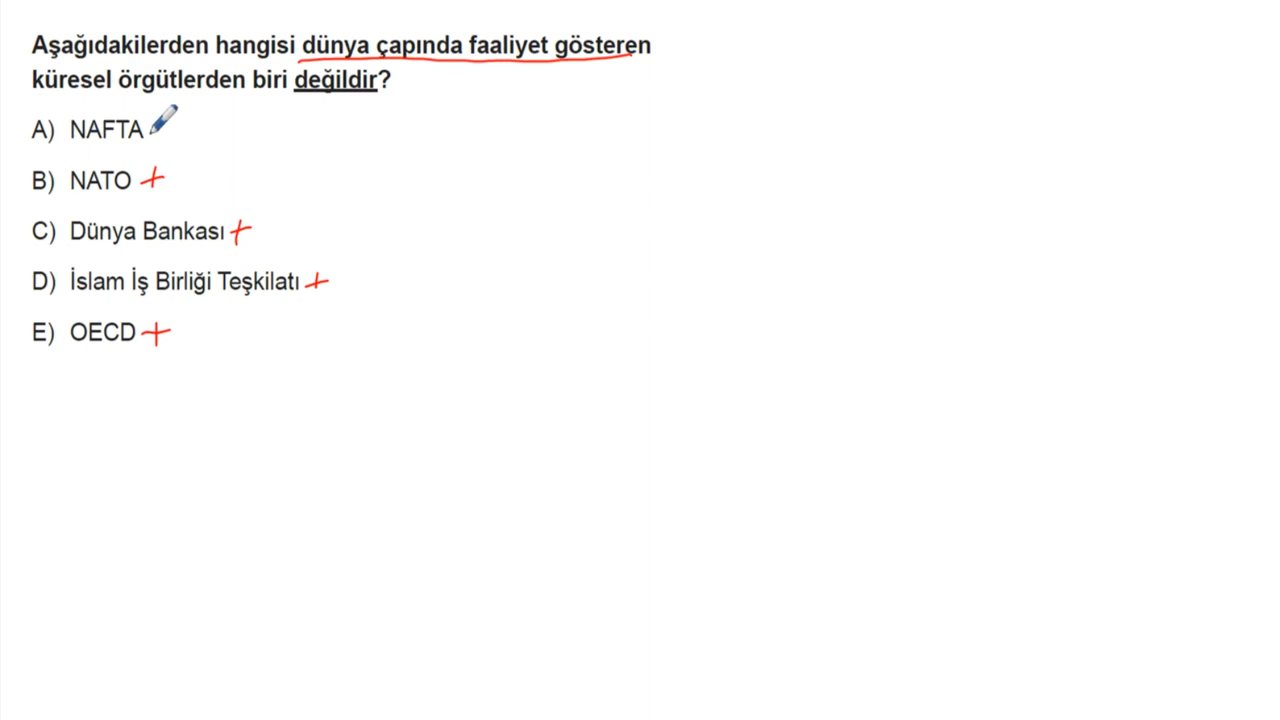 Aşağıdakilerden hangisi dünya çapında faaliyet gösteren
küresel örgütlerden biri değildir?
A) NAFTA
B) NATO +
C) Dünya Bankası +
D) İslam İş Birliği Teşkilatı +
E) OECD +